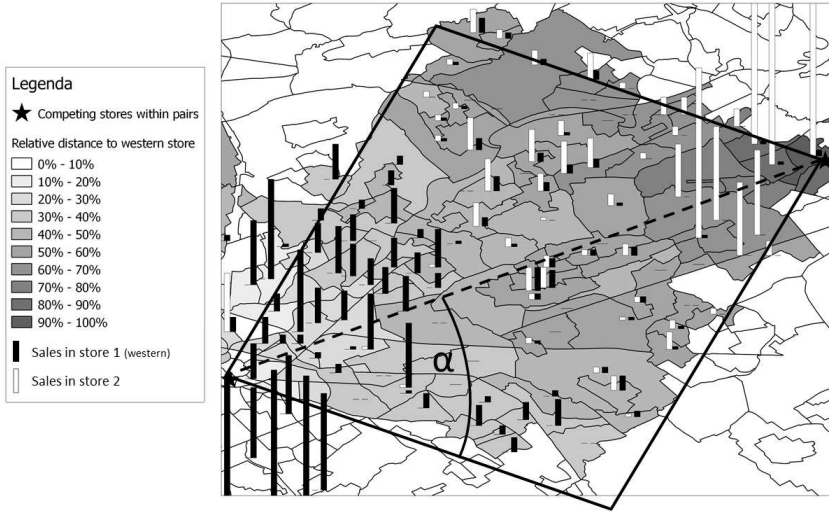 Legenda
Competing stores within pairs
Relative distance to western store
0% - 10%
10% - 20%
20% - 30%
30% - 40%
40% - 50%
50% - 60%
60% - 70%
70% - 80%
80% - 90%
90% - 100%
Sales in store 1 (western)
Sales in store 2
α